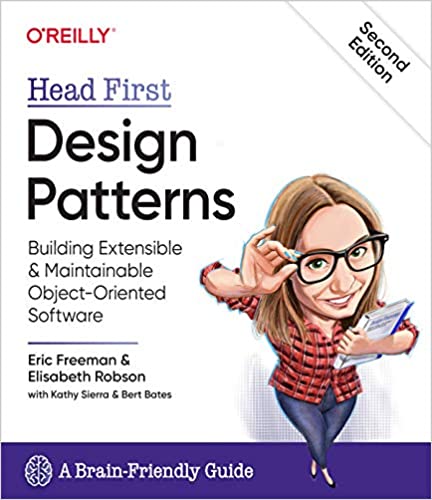 O'REILLY®
Second
Edition
Head First
Design
Patterns
Building Extensible
& Maintainable
Object-Oriented
Software
Eric Freeman &
Elisabeth Robson
with Kathy Sierra & Bert Bates
A Brain-Friendly Guide